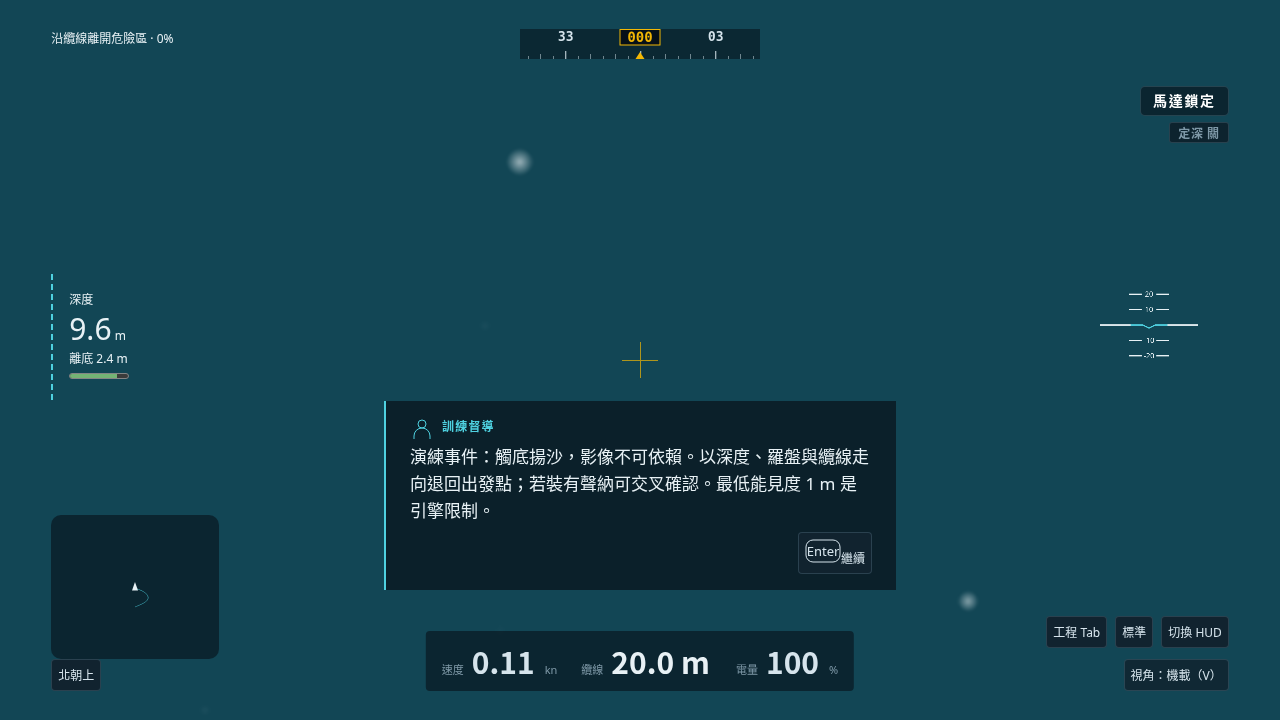 沿纜線離開危險區 · 0%
33 000 03
馬達鎖定
定深 關
深度
9.6 m
離底 2.4 m
20
10
10
-20
訓練督導
演練事件：觸底揚沙，影像不可依賴。以深度、羅盤與纜線走
向退回出發點；若裝有聲納可交叉確認。最低能見度 1 m 是
引擎限制。
Enter 繼續
北朝上
速度 0.11 kn 纜線 20.0 m 電量 100 %
工程 Tab 標準 切換 HUD
視角：機載（V）